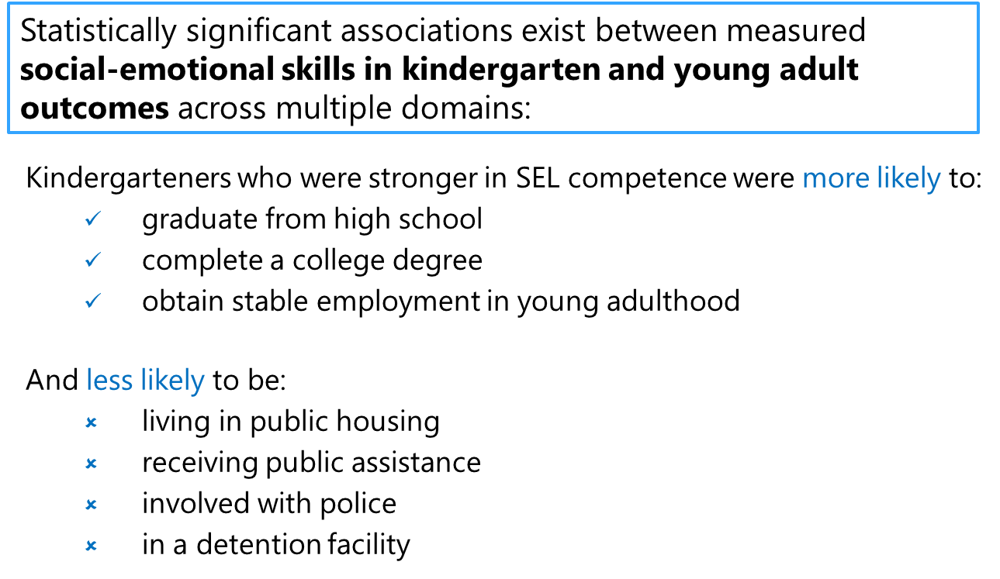 Statistically significant associations exist between measured
social-emotional skills in kindergarten and young adult
outcomes across multiple domains:
Kindergarteners who were stronger in SEL competence were more likely to:
✓ graduate from high school
✓ complete a college degree
✓ obtain stable employment in young adulthood
And less likely to be:
× living in public housing
× receiving public assistance
× involved with police
× in a detention facility